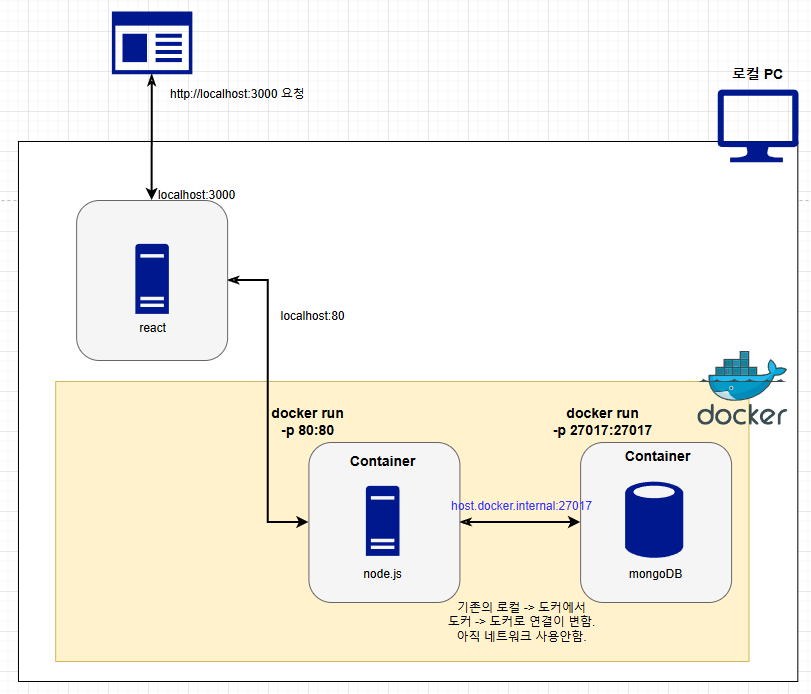 로컬 PC
http://localhost:3000 요청
localhost:3000
react
localhost:80
docker
docker run
-p 80:80
docker run
-p 27017:27017
Container
Container
host.docker.internal:27017
node.js
mongoDB
기존의 로컬 -> 도커에서
도커 -> 도커로 연결이 변함.
아직 네트워크 사용안함.